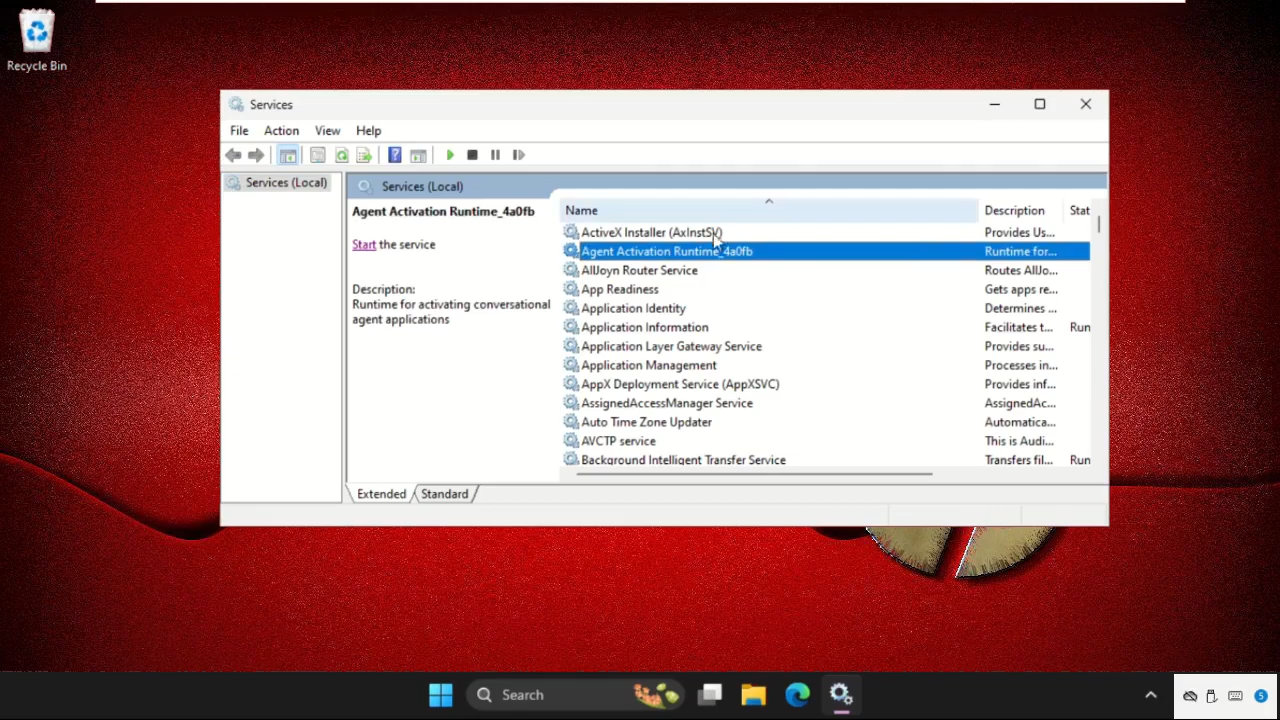 Recycle Bin
Services
File Action View Help
Services (Local)
Services (Local)
Agent Activation Runtime_4a0fb
Start the service
Description:
Runtime for activating conversational
agent applications
Name Description Stat
ActiveX Installer (AxInstSV) Provides Us...
Agent Activation Runtime_4a0fb Runtime for...
AllJoyn Router Service Routes AllJo...
App Readiness Gets apps re...
Application Identity Determines ...
Application Information Facilitates t... Run
Application Layer Gateway Service Provides su...
Application Management Processes in...
AppX Deployment Service (AppXSVC) Provides inf...
AssignedAccessManager Service AssignedAc...
Auto Time Zone Updater Automatica...
AVCTP service This is Audi...
Background Intelligent Transfer Service Transfers fil... Run
Extended Standard
Search
5